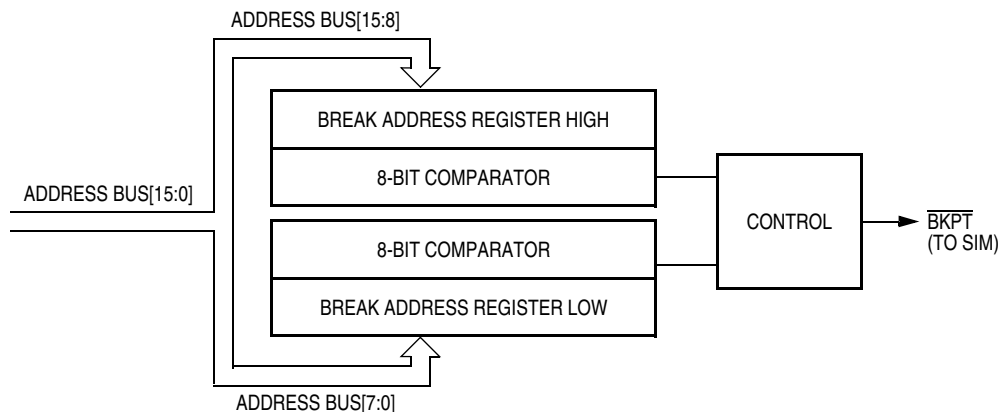 ADDRESS BUS[15:8]
BREAK ADDRESS REGISTER HIGH
8-BIT COMPARATOR
ADDRESS BUS[15:0]
CONTROL
BKPT
(TO SIM)
8-BIT COMPARATOR
BREAK ADDRESS REGISTER LOW
ADDRESS BUS[7:0]